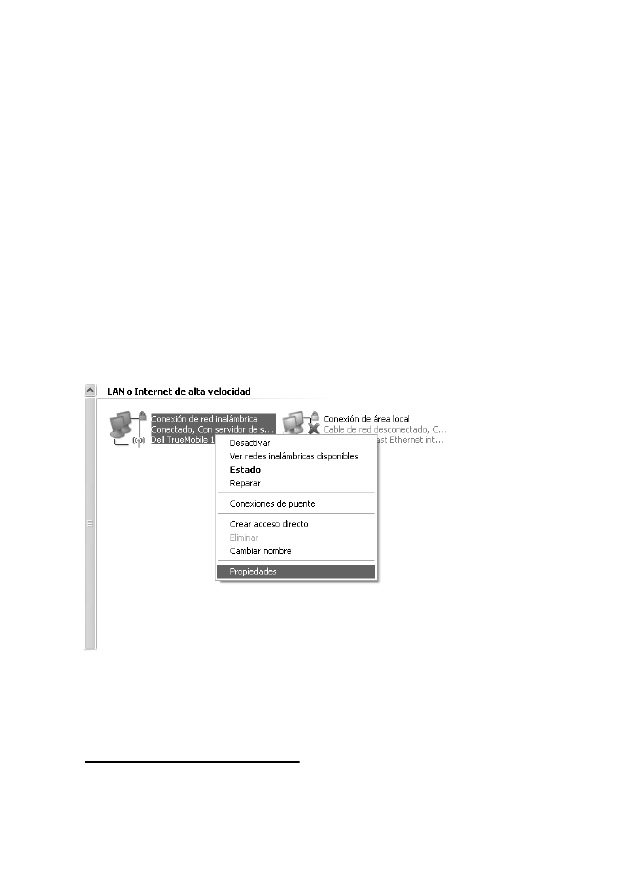 LAN o Internet de alta velocidad
Conexión de red inalámbrica
Conectado, Con servidor de s...
Dell TrueMobile 1
Conexión de área local
Cable de red desconectado, C...
ast Ethernet int...
Desactivar
Ver redes inalámbricas disponibles
Estado
Reparar
Conexiones de puente
Crear acceso directo
Eliminar
Cambiar nombre
Propiedades